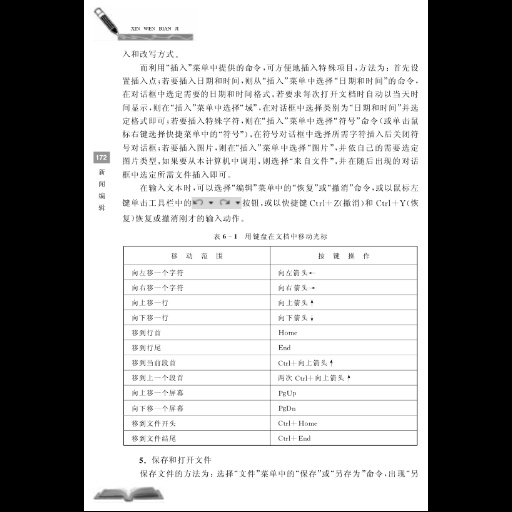 XIN WEN BIAN JI
入和改写方式。
而利用“插入”菜单中提供的命令,可方便地插入特殊项目,方法为:首先设
置插入点;若要插入日期和时间,则从“插入”菜单中选择“日期和时间”的命令,
在对话框中选定需要的日期和时间格式,若要求每次打开文档时自动以当天时
间显示,则在“插入”菜单中选择“域”,在对话框中选择类别为“日期和时间”并选
定格式即可;若要插入特殊字符,则在“插入”菜单中选择“符号”命令(或单击鼠
标右键选择快捷菜单中的“符号”),在符号对话框中选择所需字符插入后关闭符
号对话框;若要插入图片,则在“插入”菜单中选择“图片”,并依自己的需要选定
图片类型,如果要从本计算机中调用,则选择“来自文件”,并在随后出现的对话
框中选定所需文件插入即可。
在输入文本时,可以选择“编辑”菜单中的“恢复”或“撤消”命令,或以鼠标左
键单击工具栏中的按钮,或以快捷键 Ctrl+Z(撤消)和 Ctrl+Y(恢
复)恢复或撤消刚才的输入动作。
172
新闻编辑
表 6-1 用键盘在文档中移动光标
移动范围 按键操作
向左移一个字符 向左箭头←
向右移一个字符 向右箭头→
向上移一行 向上箭头↑
向下移一行 向下箭头↓
移到行首 Home
移到行尾 End
移到当前段首 Ctrl+向上箭头↑
移到上一个段首 两次 Ctrl+向上箭头↑
向上移一个屏幕 PgUp
向下移一个屏幕 PgDn
移到文件开头 Ctrl+Home
移到文件结尾 Ctrl+End
5. 保存和打开文件
保存文件的方法为:选择“文件”菜单中的“保存”或“另存为”命令,出现“另